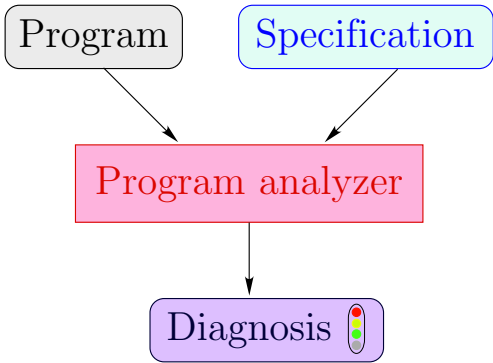 Program
Specification
Program analyzer
Diagnosis